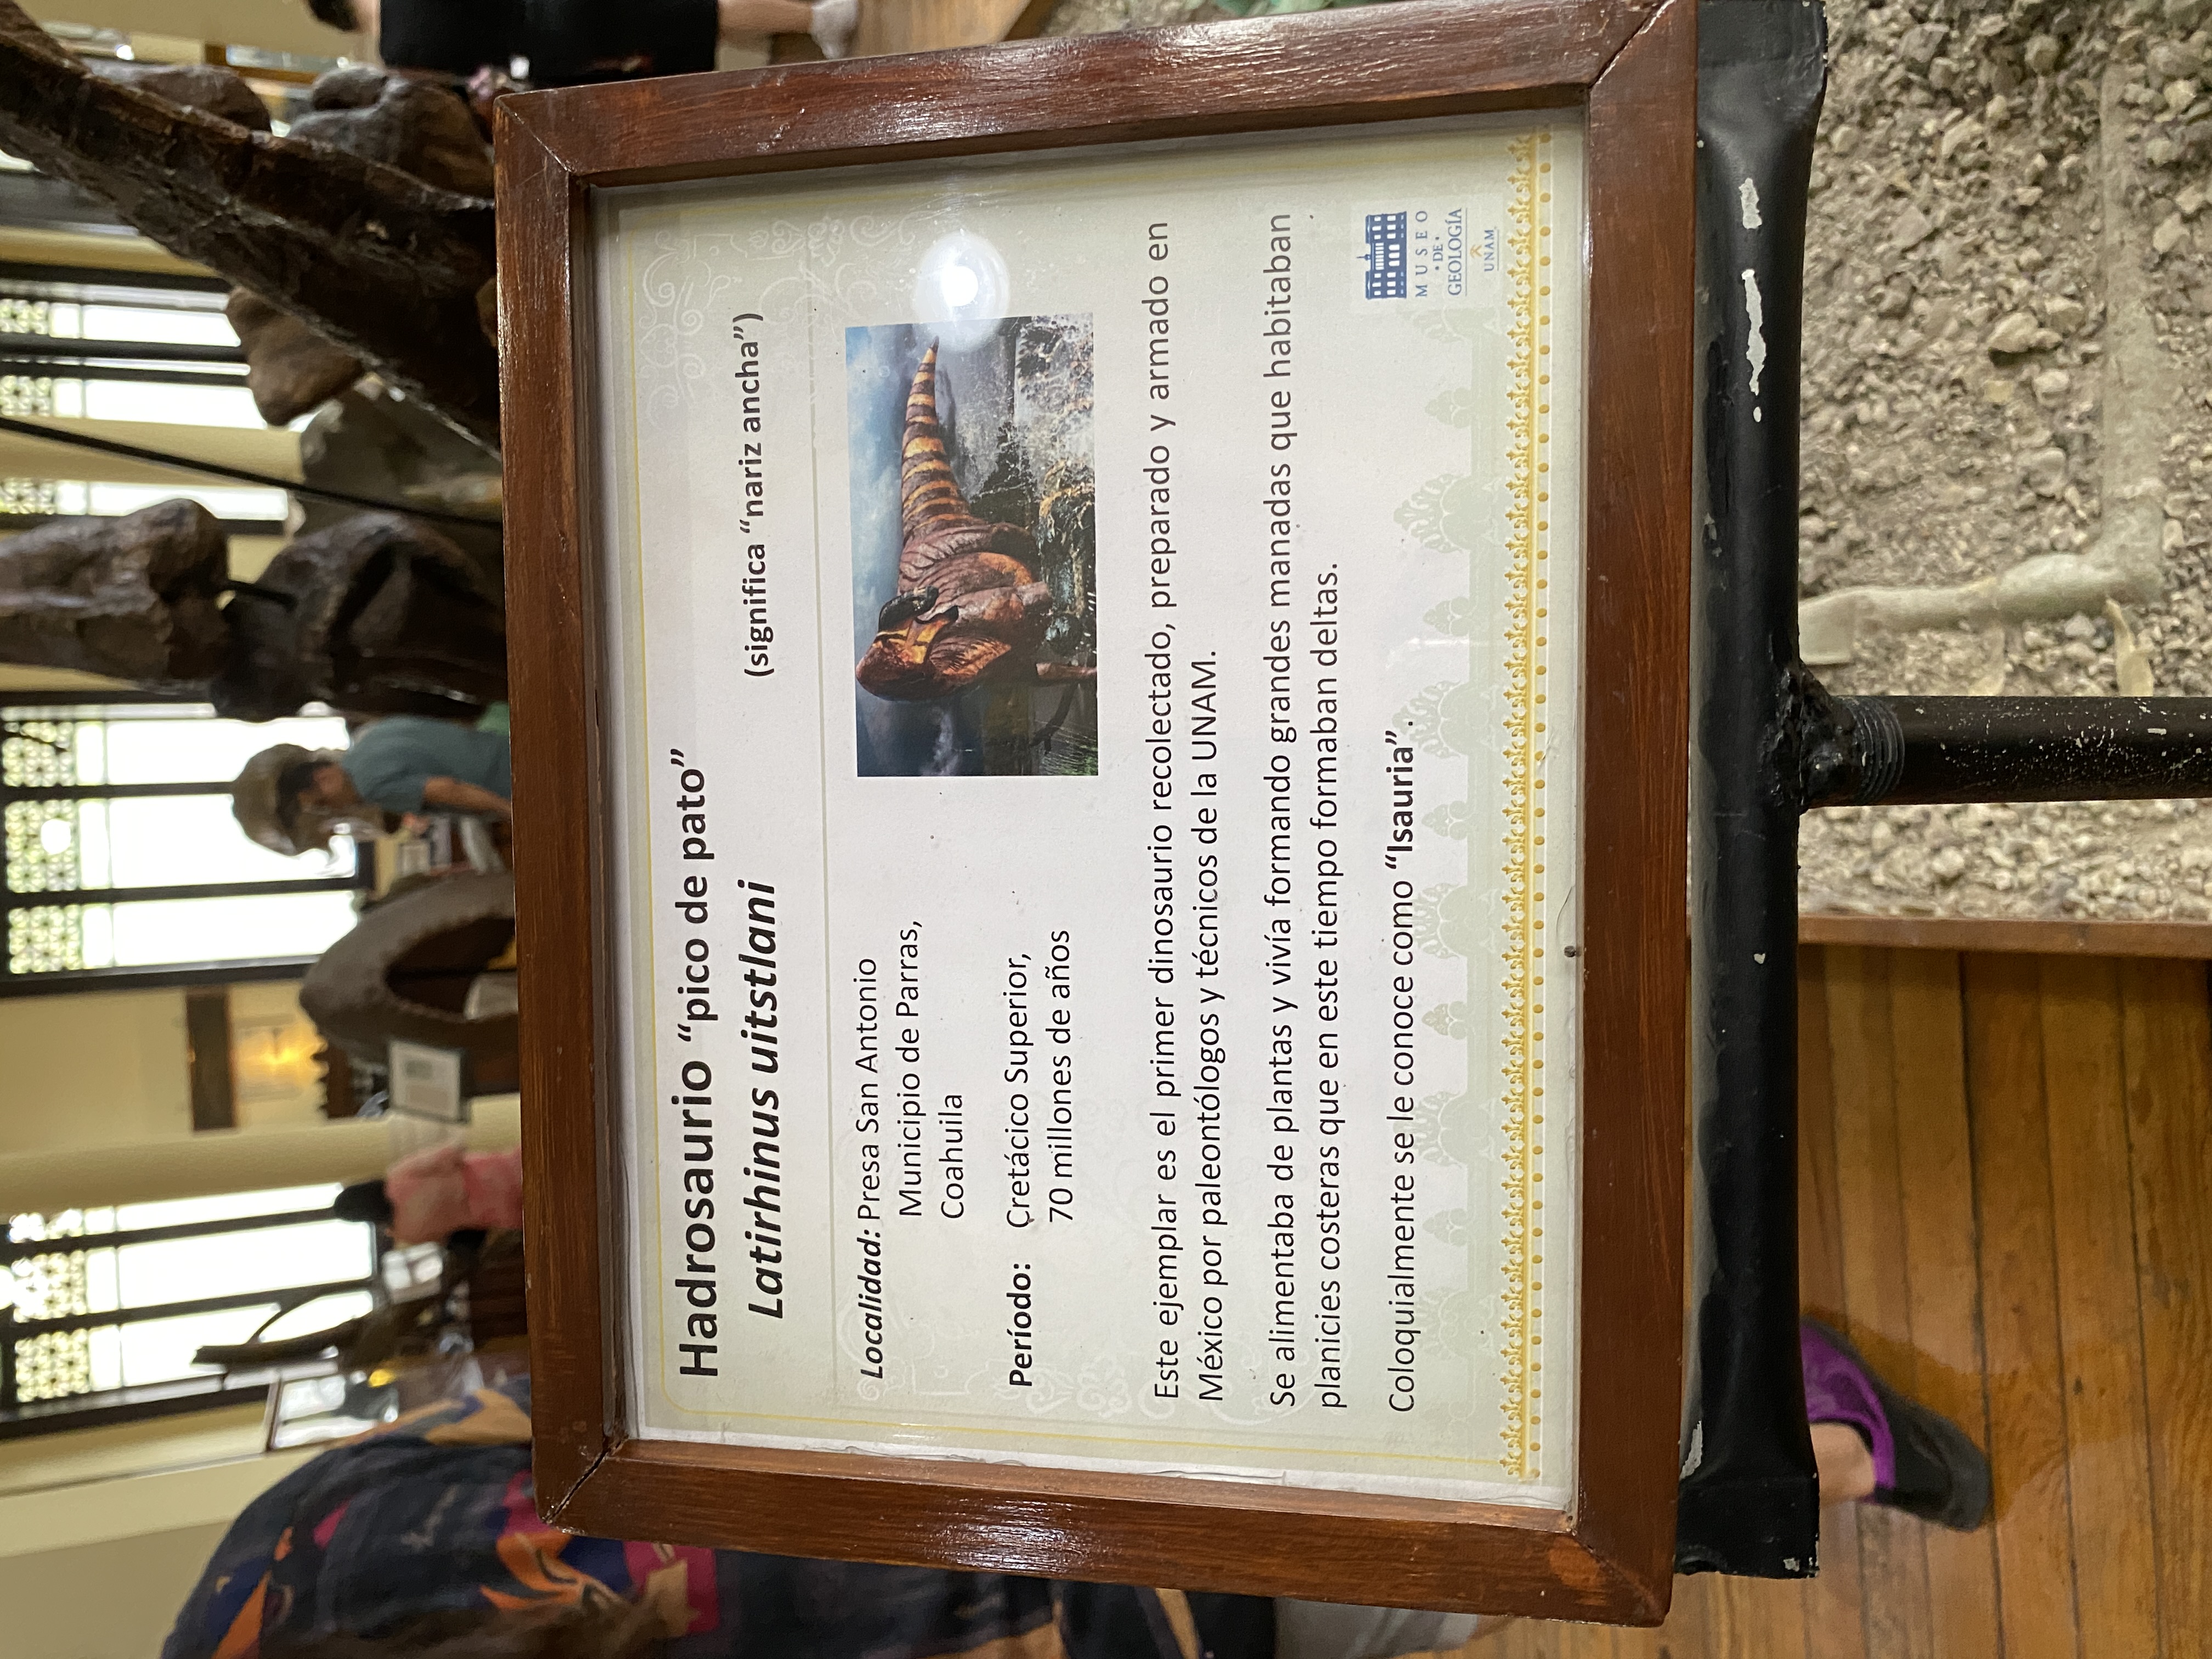 Hadrosaurio “pico de pato”
Latirhinus uitstlani (significa “nariz ancha”)
Localidad: Presa San Antonio
Municipio de Parras,
Coahuila
Período: Cretácico Superior,
70 millones de años
Este ejemplar es el primer dinosaurio recolectado, preparado y armado en
México por paleontólogos y técnicos de la UNAM.
Se alimentaba de plantas y vivía formando grandes manadas que habitaban
planicies costeras que en este tiempo formaban deltas.
Coloquialmente se le conoce como “Isauria”.
MUSEO
• DE •
GEOLOGÍA
UNAM